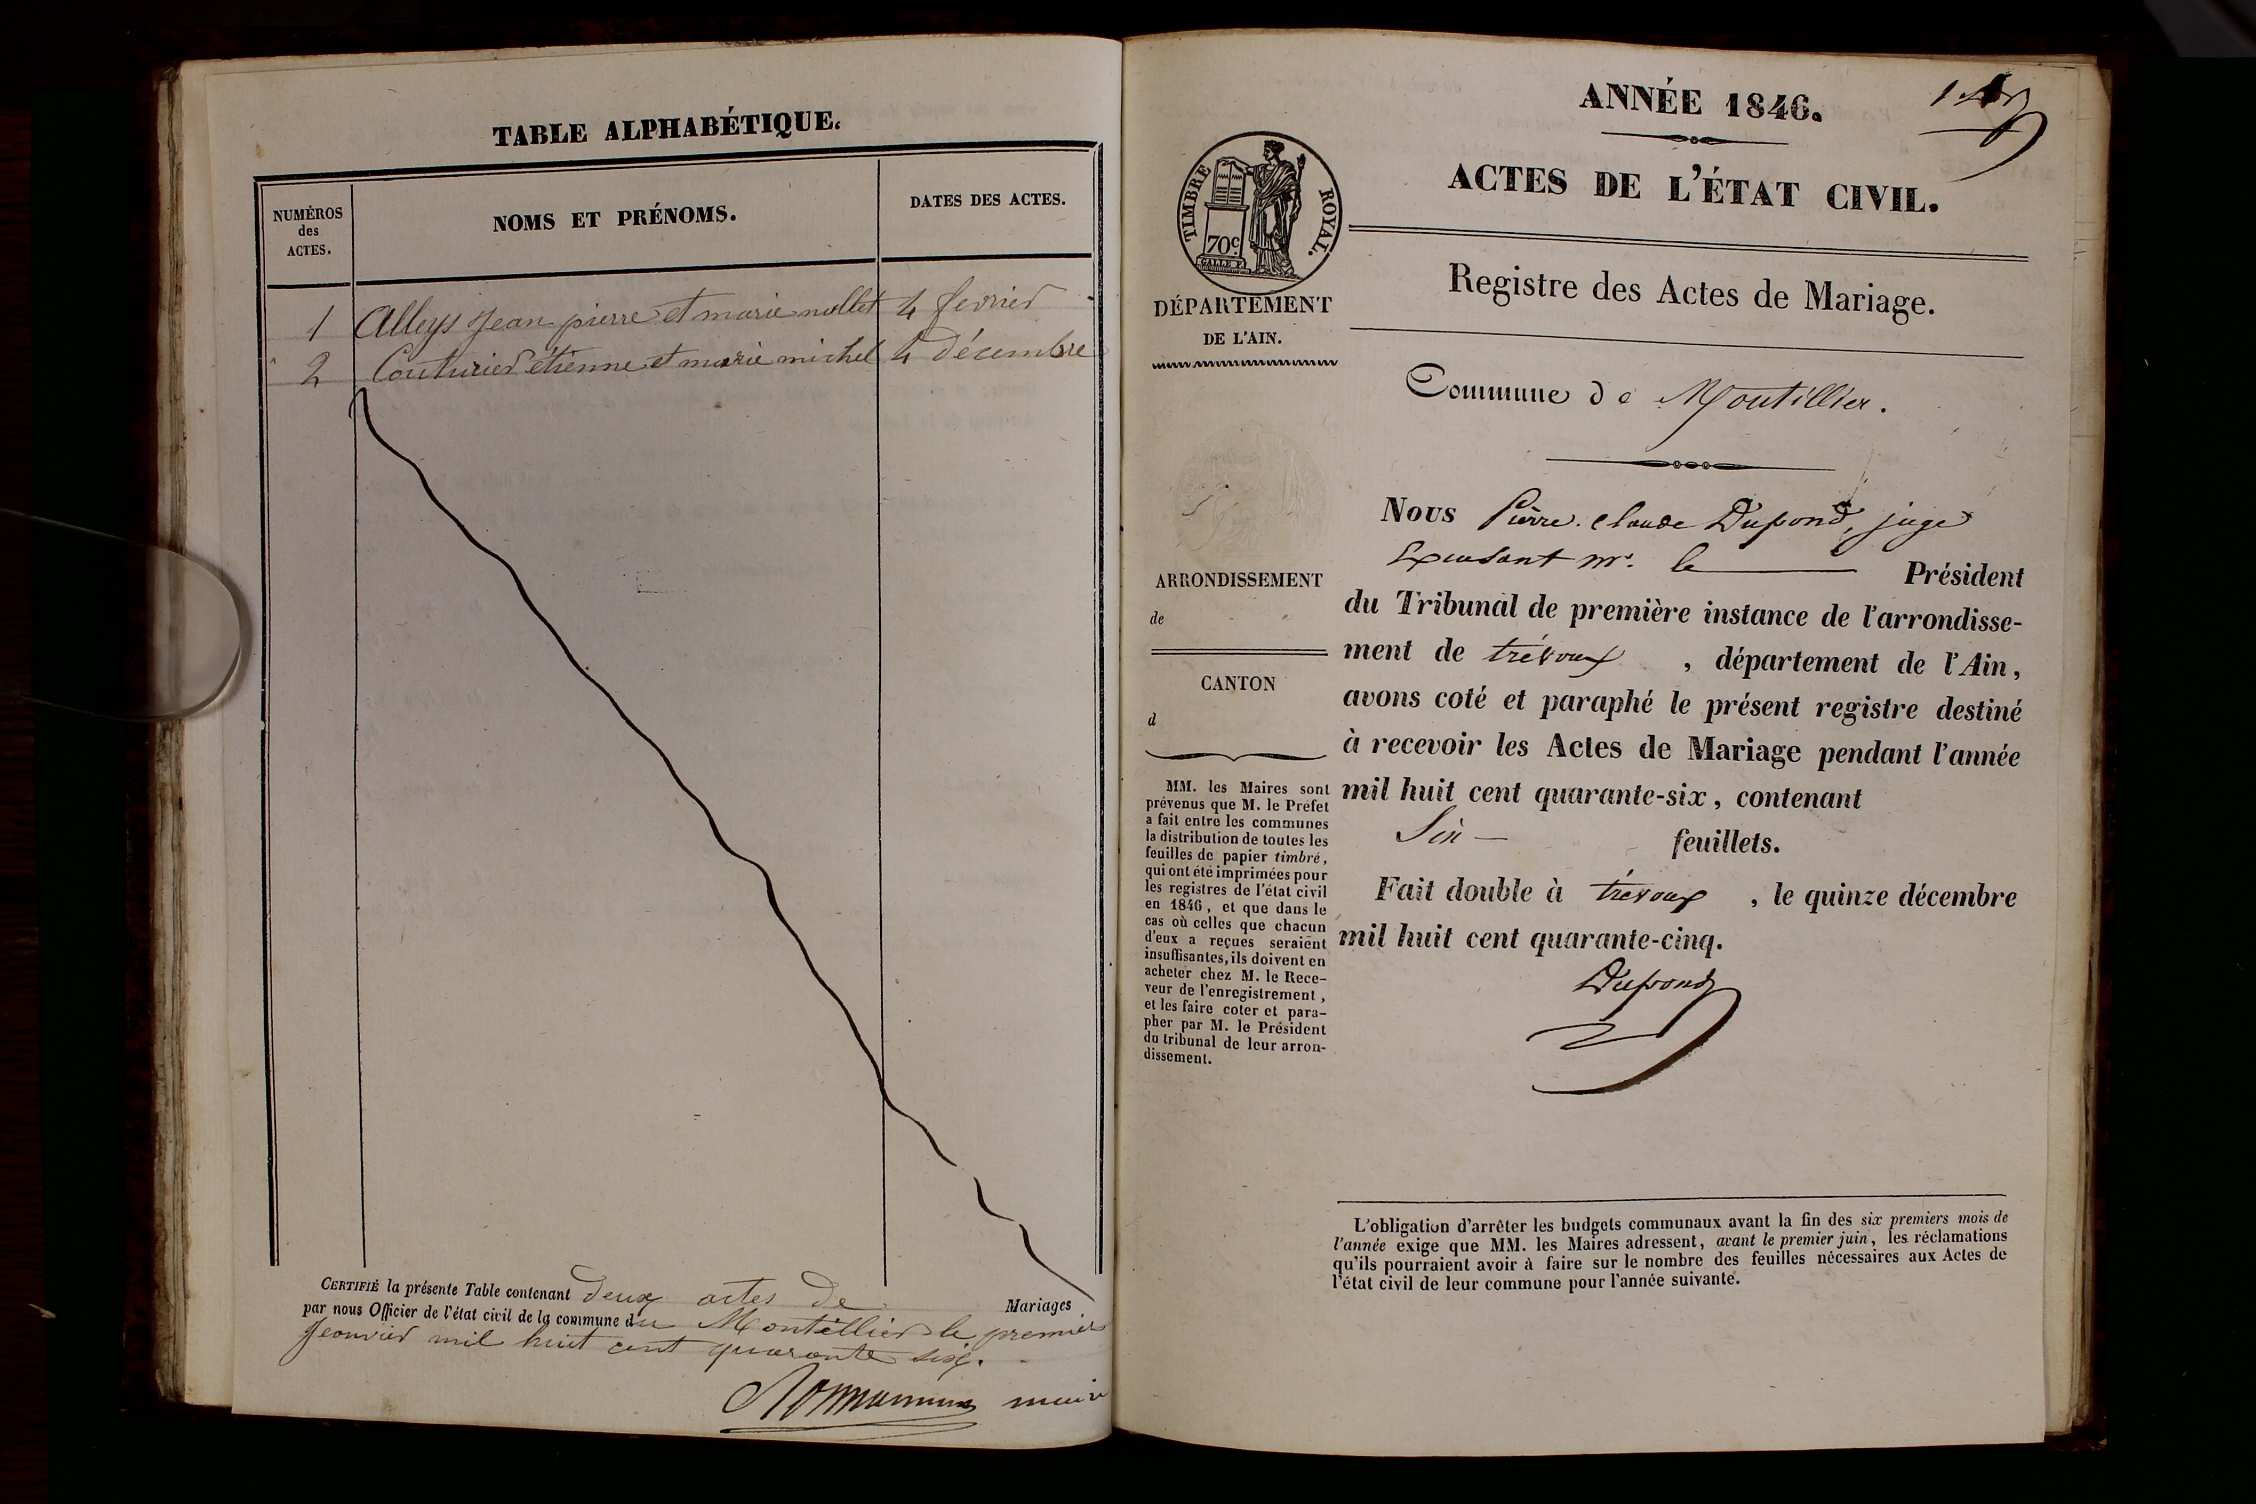 TABLE ALPHABÉTIQUE.
NUMÉROS
des
ACTES.
NOMS ET PRÉNOMS.
DATES DES ACTES.
1 Alleys Jean pierre et marie mollet 4 fevrier
2 Couturier étienne et marie michel 4 décembre
CERTIFIÉ la présente Table contenant deux actes de Mariages
par nous Officier de l'état civil de la commune du Montellier le premier
Jeanvier mil huit cent quarante six.
maire
ANNÉE 1846.
ACTES DE L'ÉTAT CIVIL.
TIMBRE ROYAL.
70c
GALLE F.
DÉPARTEMENT
DE L'AIN.
Registre des Actes de Mariage.
Commune de Montillier.
Nous Pierre Claude Dupond, juge
Excusant mr. le Président
du Tribunal de première instance de l'arrondisse-
ment de trévoux, département de l'Ain,
avons coté et paraphé le présent registre destiné
à recevoir les Actes de Mariage pendant l'année
mil huit cent quarante-six, contenant
Six feuillets.
Fait double à trévoux, le quinze décembre
mil huit cent quarante-cinq.
Dupond
ARRONDISSEMENT
de
CANTON
d
MM. les Maires sont
prévenus que M. le Préfet
a fait entre les communes
la distribution de toutes les
feuilles de papier timbré,
qui ont été imprimées pour
les registres de l'état civil
en 1846, et que dans le
cas où celles que chacun
d'eux a reçues seraient
insuffisantes, ils doivent en
acheter chez M. le Rece-
veur de l'enregistrement,
et les faire coter et para-
pher par M. le Président
du tribunal de leur arron-
dissement.
L'obligation d'arrêter les budgets communaux avant la fin des six premiers mois de
l'année exige que MM. les Maires adressent, avant le premier juin, les réclamations
qu'ils pourraient avoir à faire sur le nombre des feuilles nécessaires aux Actes de
l'état civil de leur commune pour l'année suivante.